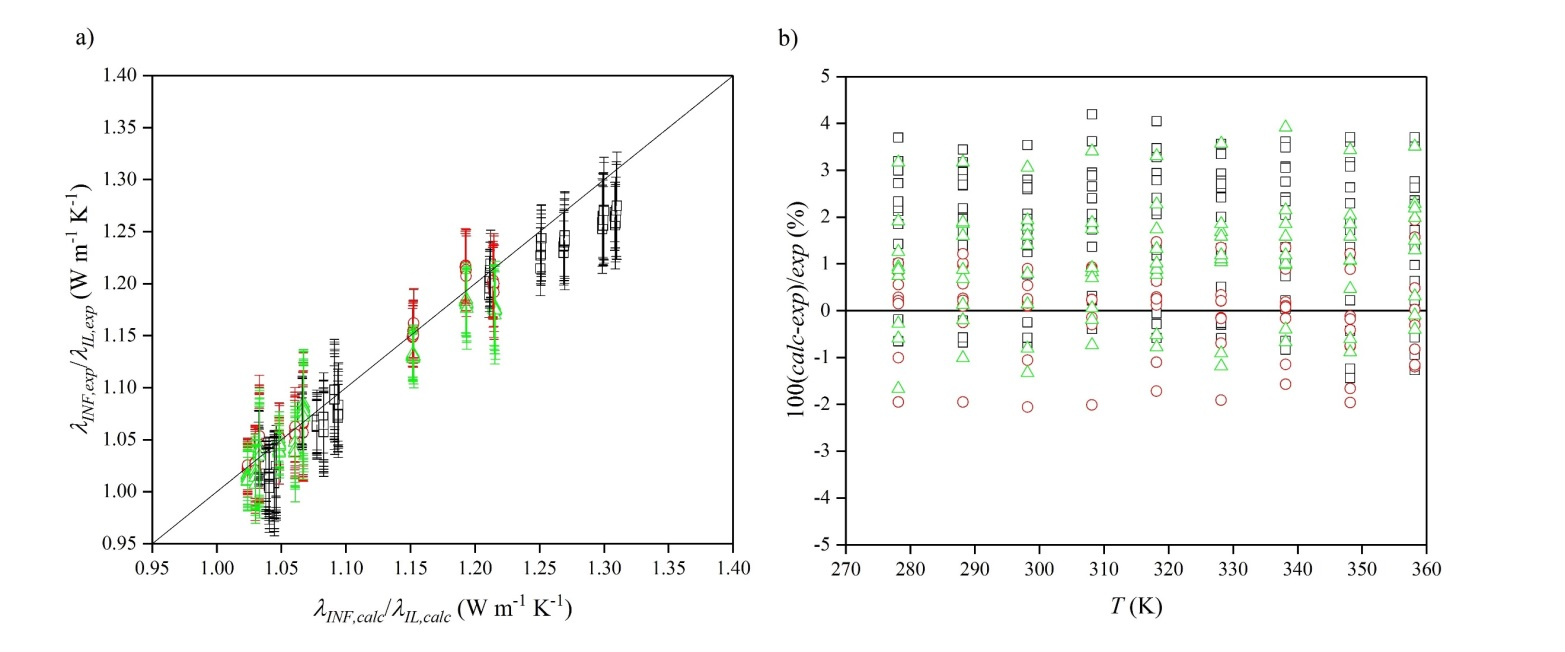 a)
1.40
1.35
1.30
1.25
1.20
1.15
1.10
1.05
1.00
0.95
0.95 1.00 1.05 1.10 1.15 1.20 1.25 1.30 1.35 1.40
λINF,exp/λIL,exp (W m-1 K-1)
λINF,calc/λIL,calc (W m-1 K-1)
b)
5
4
3
2
1
0
-1
-2
-3
-4
-5
270 280 290 300 310 320 330 340 350 360
100(calc-exp)/exp (%)
T (K)